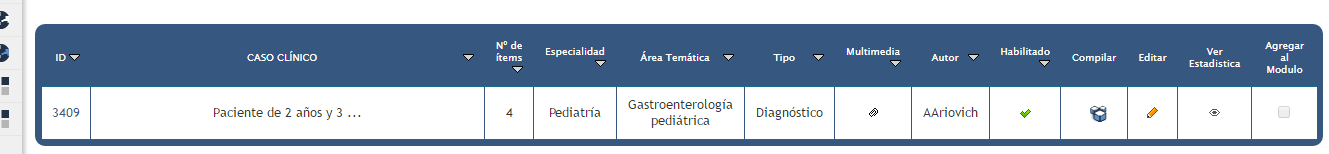 ID
CASO CLÍNICO
Nº de
ítems
Especialidad
Área Temática
Tipo
Multimedia
Autor
Habilitado
Compilar
Editar
Ver
Estadistica
Agregar
al
Modulo
3409
Paciente de 2 años y 3 ...
4
Pediatría
Gastroenterología
pediátrica
Diagnóstico
AAriovich